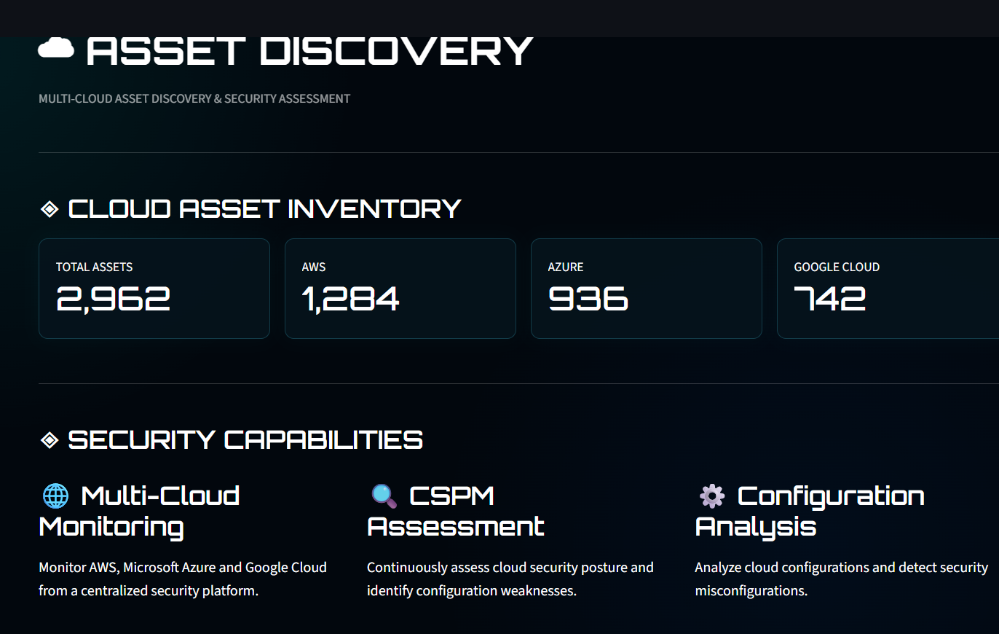 ASSET DISCOVERY
MULTI-CLOUD ASSET DISCOVERY & SECURITY ASSESSMENT
CLOUD ASSET INVENTORY
TOTAL ASSETS
2,962
AWS
1,284
AZURE
936
GOOGLE CLOUD
742
SECURITY CAPABILITIES
Multi-Cloud
Monitoring
Monitor AWS, Microsoft Azure and Google Cloud
from a centralized security platform.
CSPM
Assessment
Continuously assess cloud security posture and
identify configuration weaknesses.
Configuration
Analysis
Analyze cloud configurations and detect security
misconfigurations.